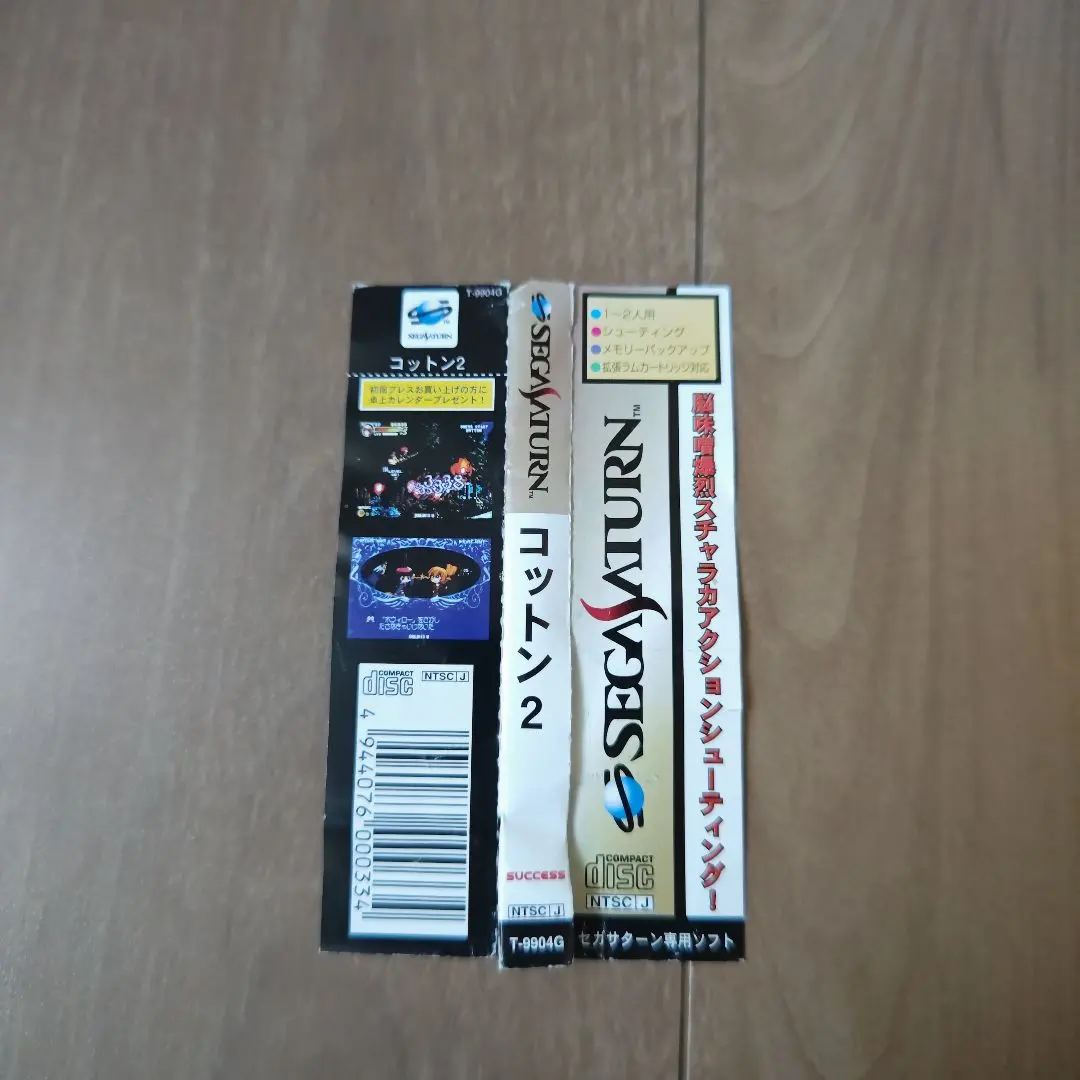 T-9904G
SEGA SATURN
TM
コットン2
初回プレスお買い上げの方に
卓上カレンダープレゼント!
3338
COMPACT
disc
NTSC J
4 944076 000334
SEGA SATURN
TM
コットン2
SUCCESS
NTSC J
T-9904G
1〜2人用
シューティング
メモリーバックアップ
拡張ラムカートリッジ対応
SEGA SATURN
TM
COMPACT
disc
NTSC J
脳味噌爆烈スチャラカアクションシューティング!
セガサターン専用ソフト